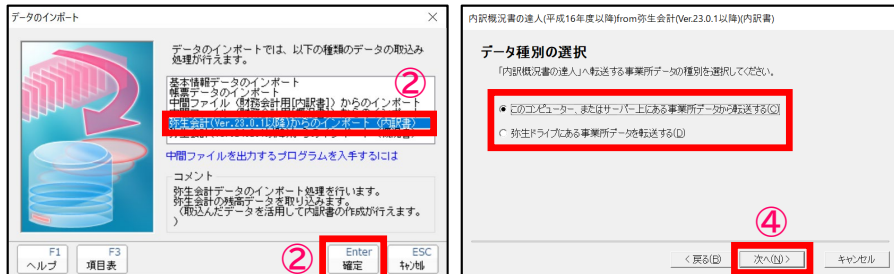 データのインポート
データのインポートでは、以下の種類のデータの取込み
処理が行えます。
②
基本情報データのインポート
帳票データのインポート
中間ファイル（財務会計用[内訳書]）からのインポート
弥生会計(Ver.23.0.1以降)からのインポート（内訳書）
中間ファイルを出力するプログラムを入手するには
コメント
弥生会計データのインポート処理を行います。
弥生会計の残高データを取り込みます。
（取込んだデータを活用して内訳書の作成が行えます。
）
F1
ヘルプ
F3
項目表
②
Enter
確定
ESC
キャンセル
内訳概況書の達人(平成16年度以降)from弥生会計(Ver.23.0.1以降)(内訳書)
データ種別の選択
「内訳概況書の達人」へ転送する事業所データの種別を選択してください。
このコンピューター、またはサーバー上にある事業所データから転送する(C)
弥生ドライブにある事業所データを転送する(D)
④
< 戻る(B)
次へ(N) >
キャンセル